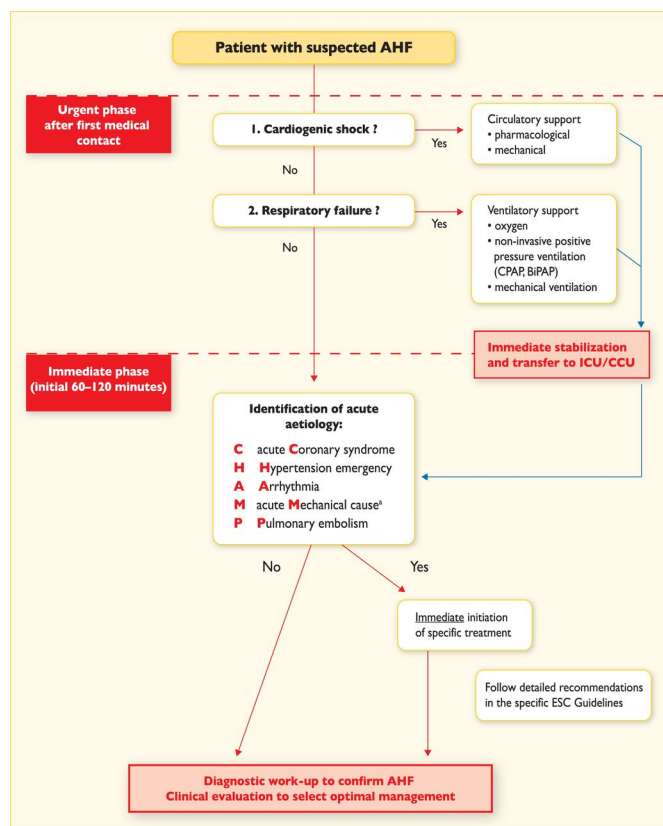 Patient with suspected AHF
Urgent phase
after first medical
contact
1. Cardiogenic shock ?
Yes
Circulatory support
• pharmacological
• mechanical
No
2. Respiratory failure ?
Yes
Ventilatory support
• oxygen
• non-invasive positive
pressure ventilation
(CPAP, BiPAP)
• mechanical ventilation
No
Immediate phase
(initial 60–120 minutes)
Immediate stabilization
and transfer to ICU/CCU
Identification of acute
aetiology:
C acute Coronary syndrome
H Hypertension emergency
A Arrhythmia
M acute Mechanical causeᵃ
P Pulmonary embolism
No
Yes
Immediate initiation
of specific treatment
Follow detailed recommendations
in the specific ESC Guidelines
Diagnostic work-up to confirm AHF
Clinical evaluation to select optimal management